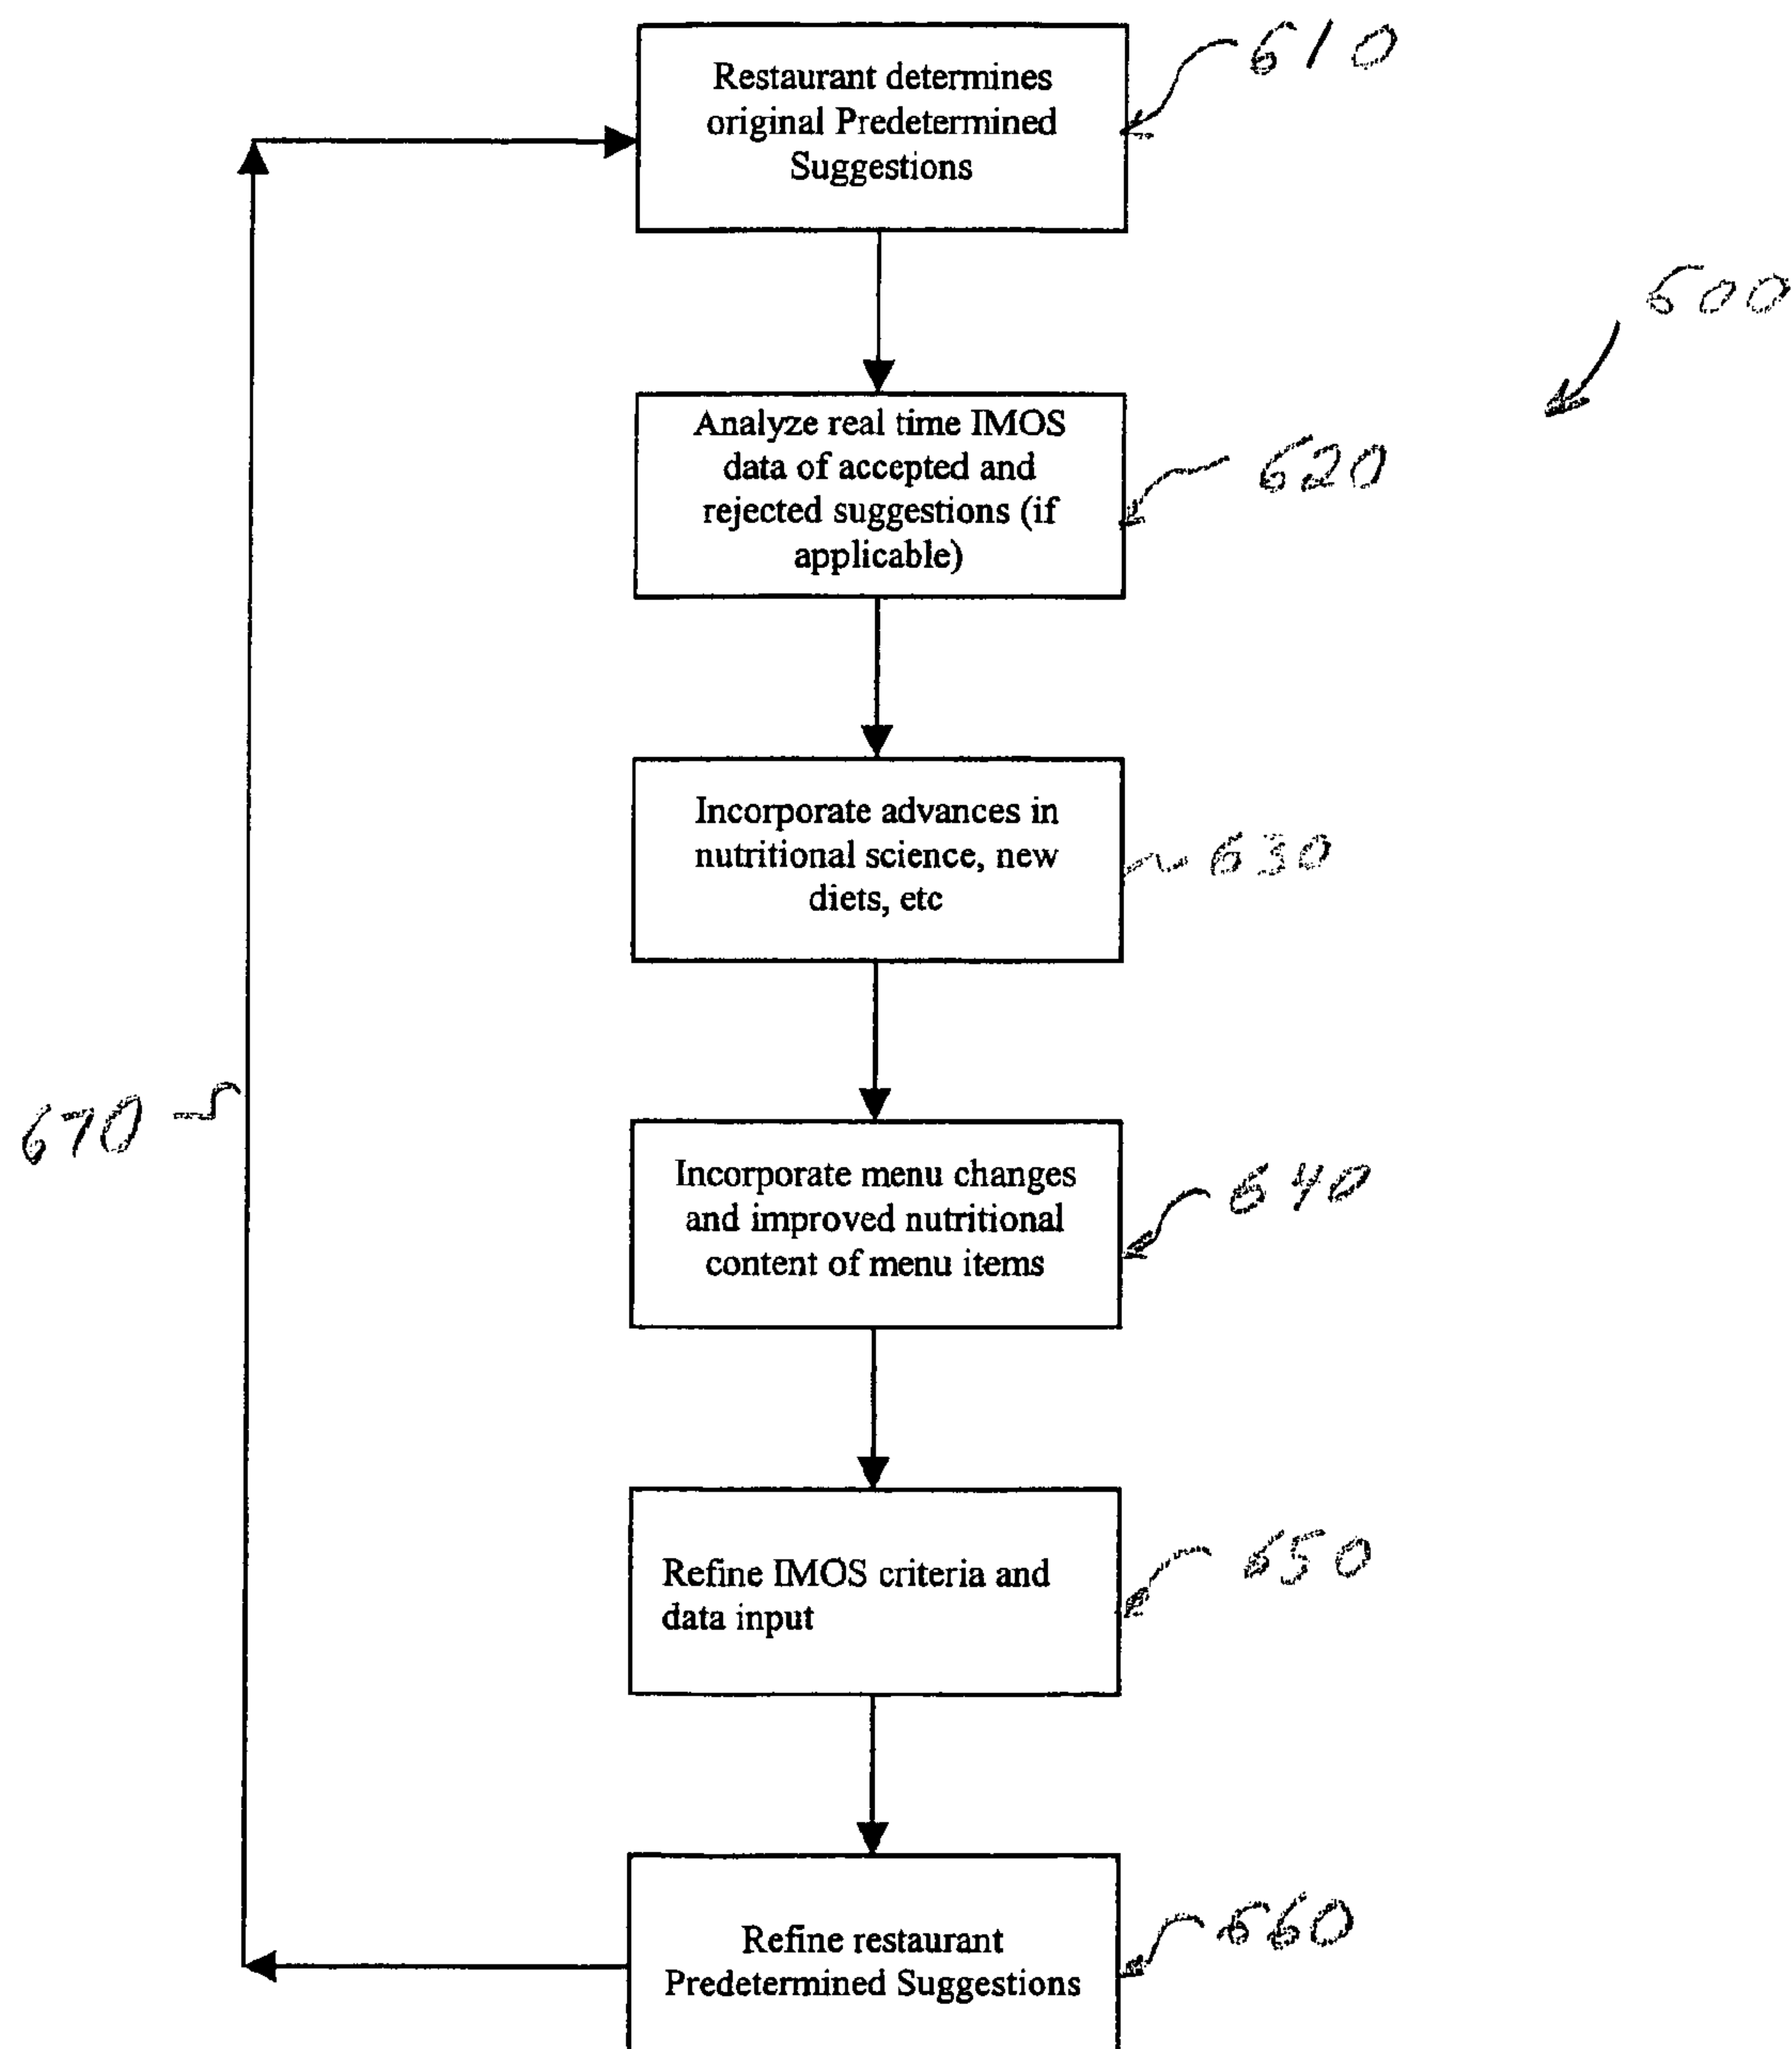 Restaurant determines
original Predetermined
Suggestions
610
600
Analyze real time IMOS
data of accepted and
rejected suggestions (if
applicable)
620
Incorporate advances in
nutritional science, new
diets, etc
630
670
Incorporate menu changes
and improved nutritional
content of menu items
640
Refine IMOS criteria and
data input
650
Refine restaurant
Predetermined Suggestions
660